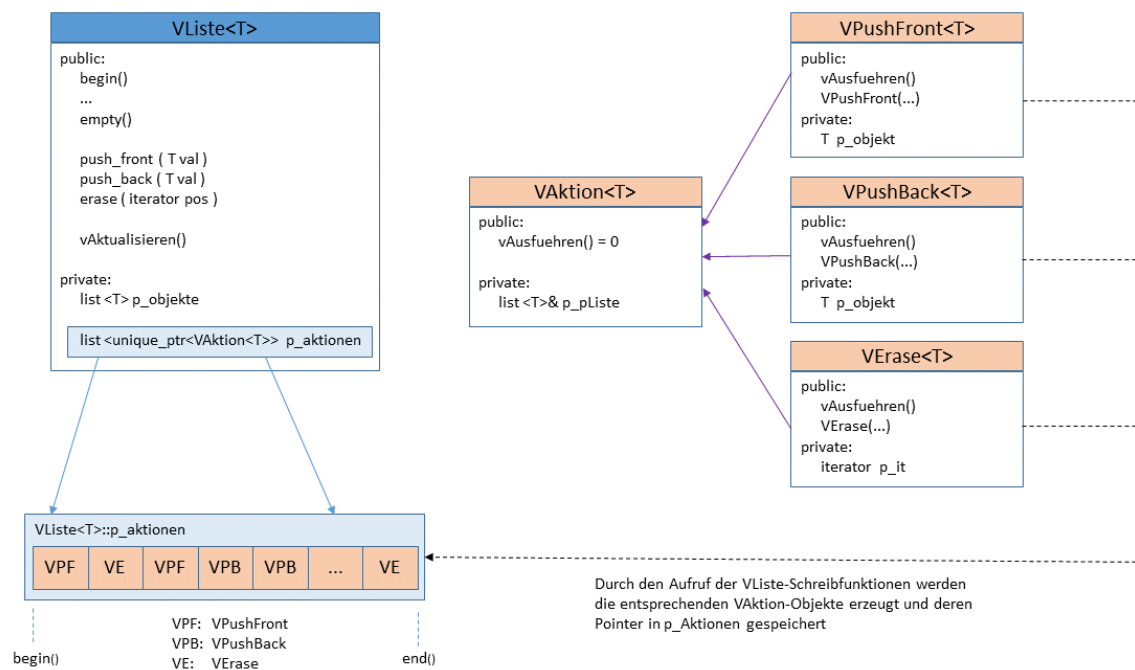 VListe<T>
public:
begin()
...
empty()
push_front ( T val )
push_back ( T val )
erase ( iterator pos )
vAktualisieren()
private:
list <T> p_objekte
list <unique_ptr<VAktion<T>> p_aktionen
VAktion<T>
public:
vAusfuehren() = 0
private:
list <T>& p_pListe
VPushFront<T>
public:
vAusfuehren()
VPushFront(...)
private:
T p_objekt
VPushBack<T>
public:
vAusfuehren()
VPushBack(...)
private:
T p_objekt
VErase<T>
public:
vAusfuehren()
VErase(...)
private:
iterator p_it
VListe<T>::p_aktionen
VPF VE VPF VPB VPB ... VE
begin()
VPF: VPushFront
VPB: VPushBack
VE: VErase
end()
Durch den Aufruf der VListe-Schreibfunktionen werden
die entsprechenden VAktion-Objekte erzeugt und deren
Pointer in p_Aktionen gespeichert